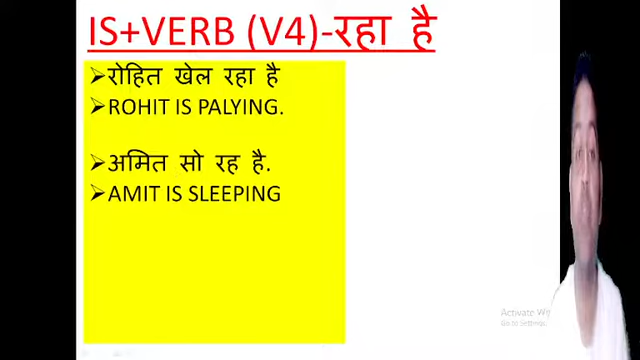 IS+VERB (V4)-रहा है
➢रोहित खेल रहा है
➢ROHIT IS PALYING.
➢अमित सो रह है.
➢AMIT IS SLEEPING
Activate Wi
Go to Settings